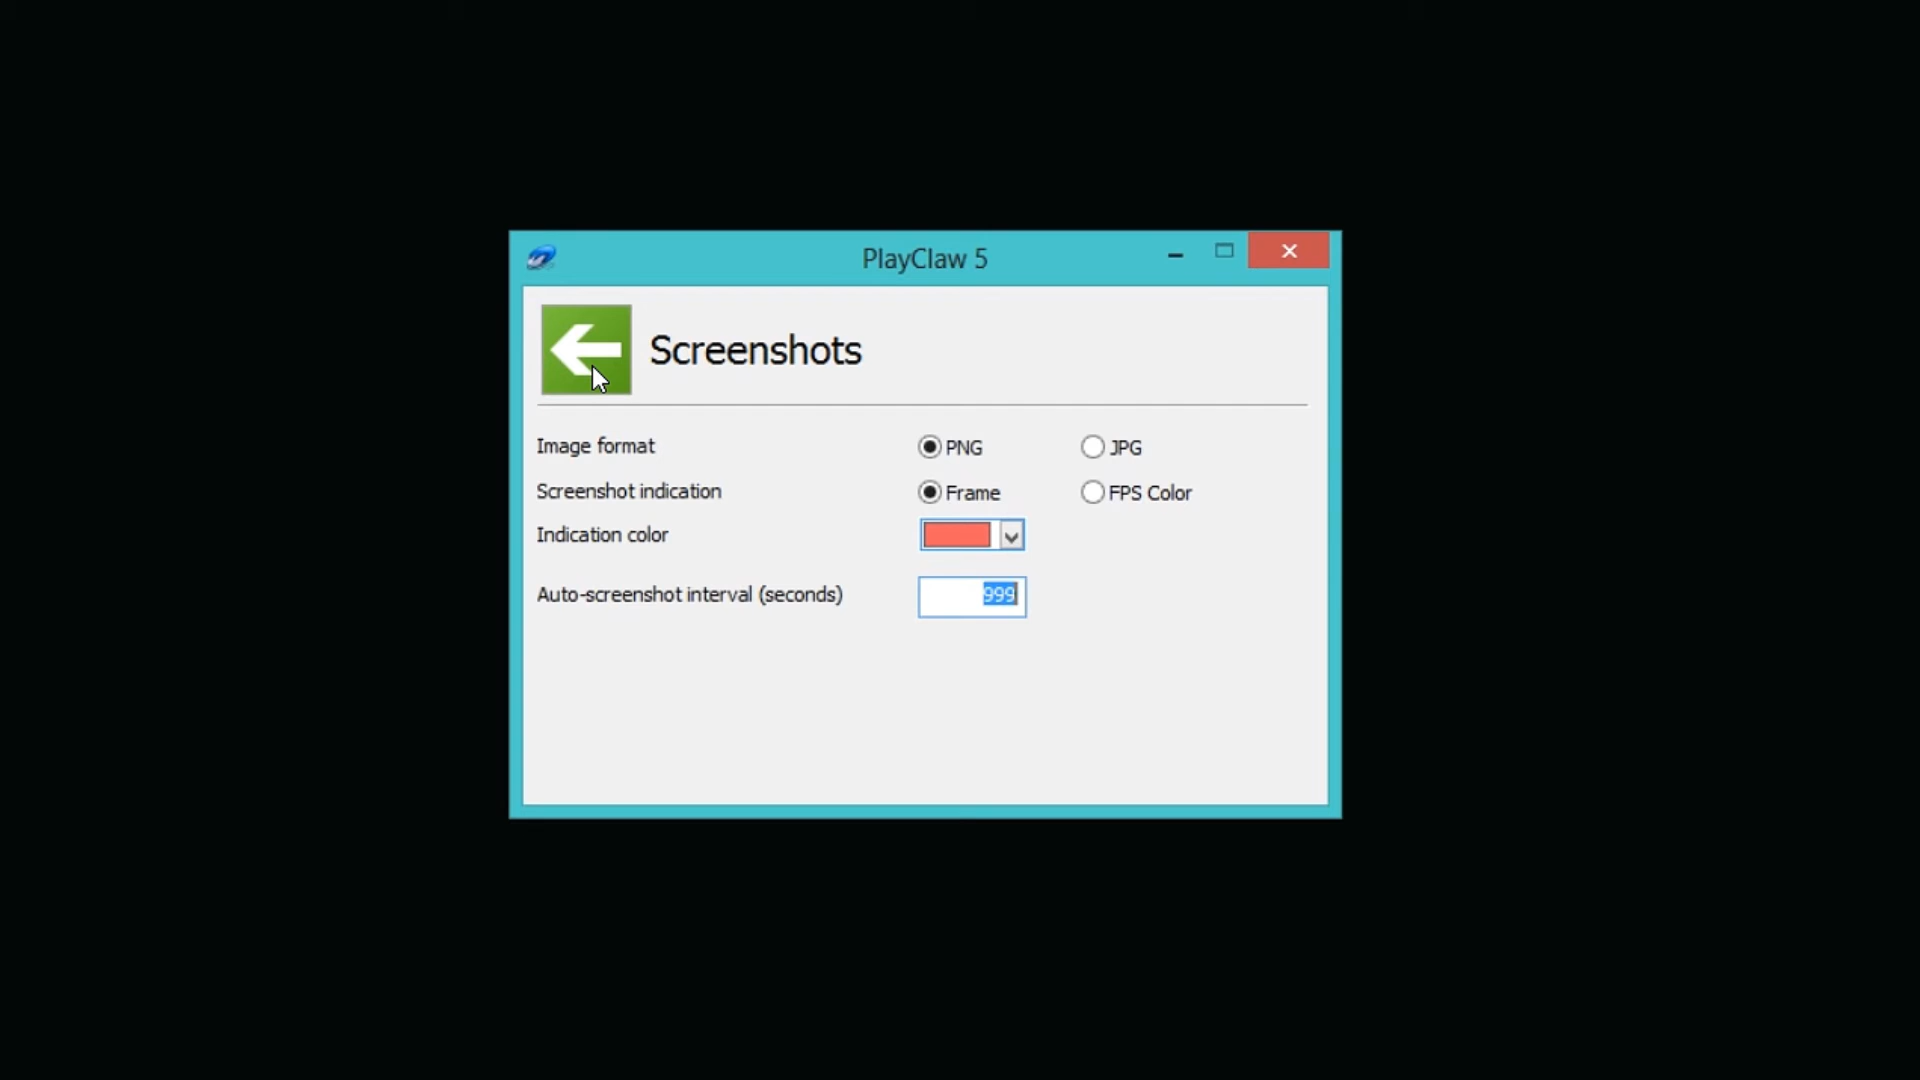 PlayClaw 5
Screenshots
Image format PNG JPG
Screenshot indication Frame FPS Color
Indication color
Auto-screenshot interval (seconds) 999